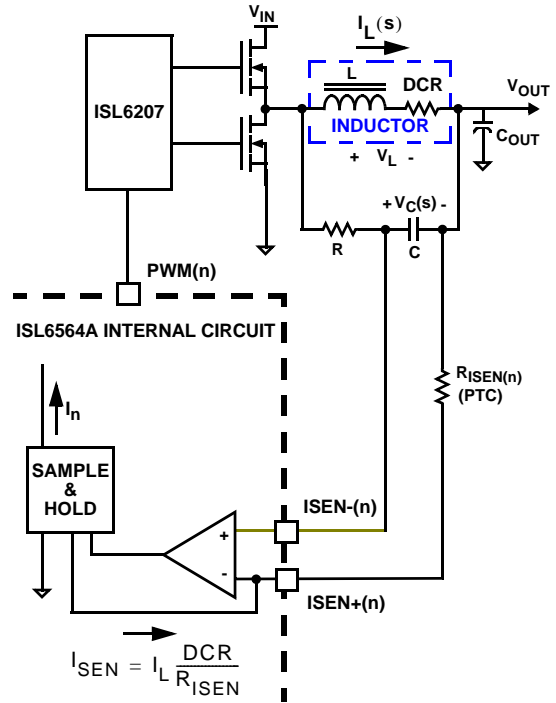 V_IN
I_L(s)
L
DCR
V_OUT
ISL6207
INDUCTOR
C_OUT
+ V_L -
+ V_C(s) -
R
C
PWM(n)
ISL6564A INTERNAL CIRCUIT
R_ISEN(n)
(PTC)
I_n
SAMPLE
&
HOLD
ISEN-(n)
+
-
ISEN+(n)
I_SEN = I_L DCR / R_ISEN